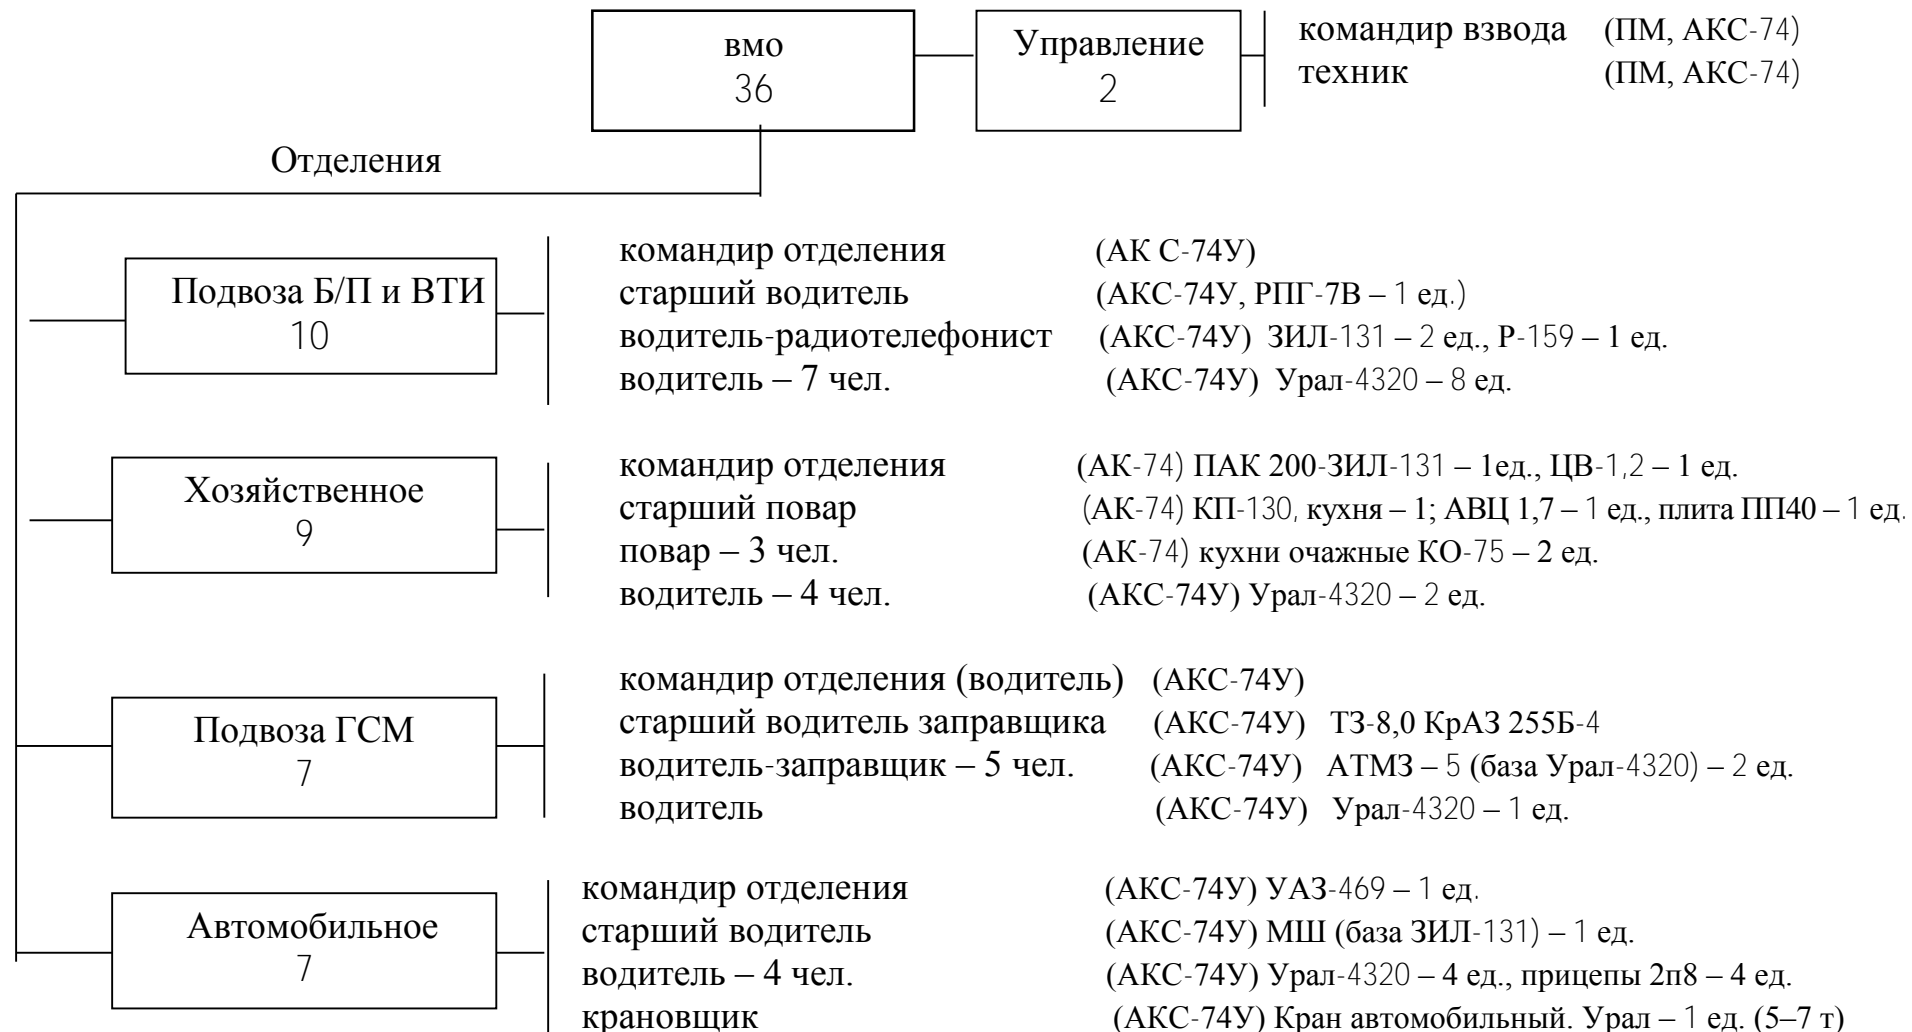 вмо
36
Управление
2
командир взвода (ПМ, АКС-74)
техник (ПМ, АКС-74)
Отделения
Подвоза Б/П и ВТИ
10
командир отделения (АК С-74У)
старший водитель (АКС-74У, РПГ-7В – 1 ед.)
водитель-радиотелефонист (АКС-74У) ЗИЛ-131 – 2 ед., Р-159 – 1 ед.
водитель – 7 чел. (АКС-74У) Урал-4320 – 8 ед.
Хозяйственное
9
командир отделения (АК-74) ПАК 200-ЗИЛ-131 – 1ед., ЦВ-1,2 – 1 ед.
старший повар (АК-74) КП-130, кухня – 1; АВЦ 1,7 – 1 ед., плита ПП40 – 1 ед.
повар – 3 чел. (АК-74) кухни очажные КО-75 – 2 ед.
водитель – 4 чел. (АКС-74У) Урал-4320 – 2 ед.
Подвоза ГСМ
7
командир отделения (водитель) (АКС-74У)
старший водитель заправщика (АКС-74У) ТЗ-8,0 КрАЗ 255Б-4
водитель-заправщик – 5 чел. (АКС-74У) АТМЗ – 5 (база Урал-4320) – 2 ед.
водитель (АКС-74У) Урал-4320 – 1 ед.
Автомобильное
7
командир отделения (АКС-74У) УАЗ-469 – 1 ед.
старший водитель (АКС-74У) МШ (база ЗИЛ-131) – 1 ед.
водитель – 4 чел. (АКС-74У) Урал-4320 – 4 ед., прицепы 2п8 – 4 ед.
крановщик (АКС-74У) Кран автомобильный. Урал – 1 ед. (5–7 т)